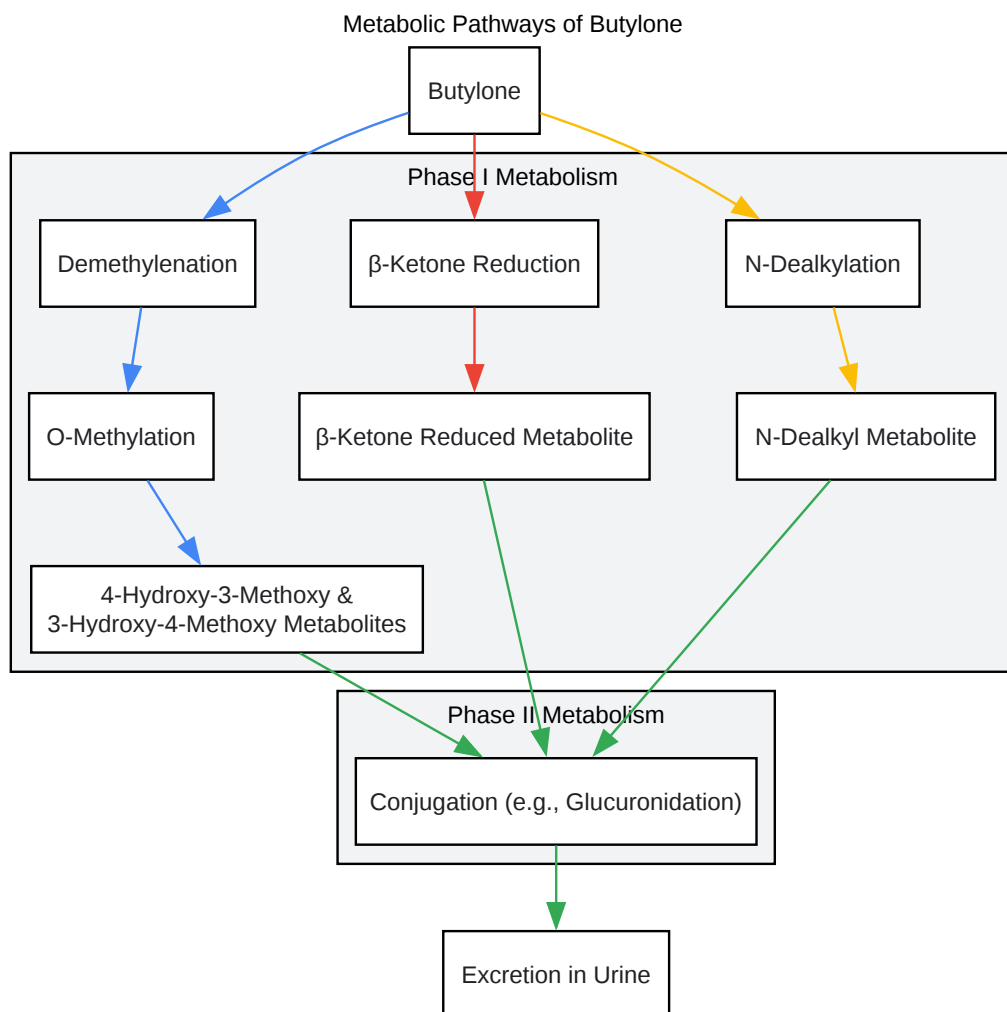 Metabolic Pathways of Butylone
Butylone
Phase I Metabolism
Demethylenation
β-Ketone Reduction
N-Dealkylation
O-Methylation
β-Ketone Reduced Metabolite
N-Dealkyl Metabolite
4-Hydroxy-3-Methoxy &
3-Hydroxy-4-Methoxy Metabolites
Phase II Metabolism
Conjugation (e.g., Glucuronidation)
Excretion in Urine